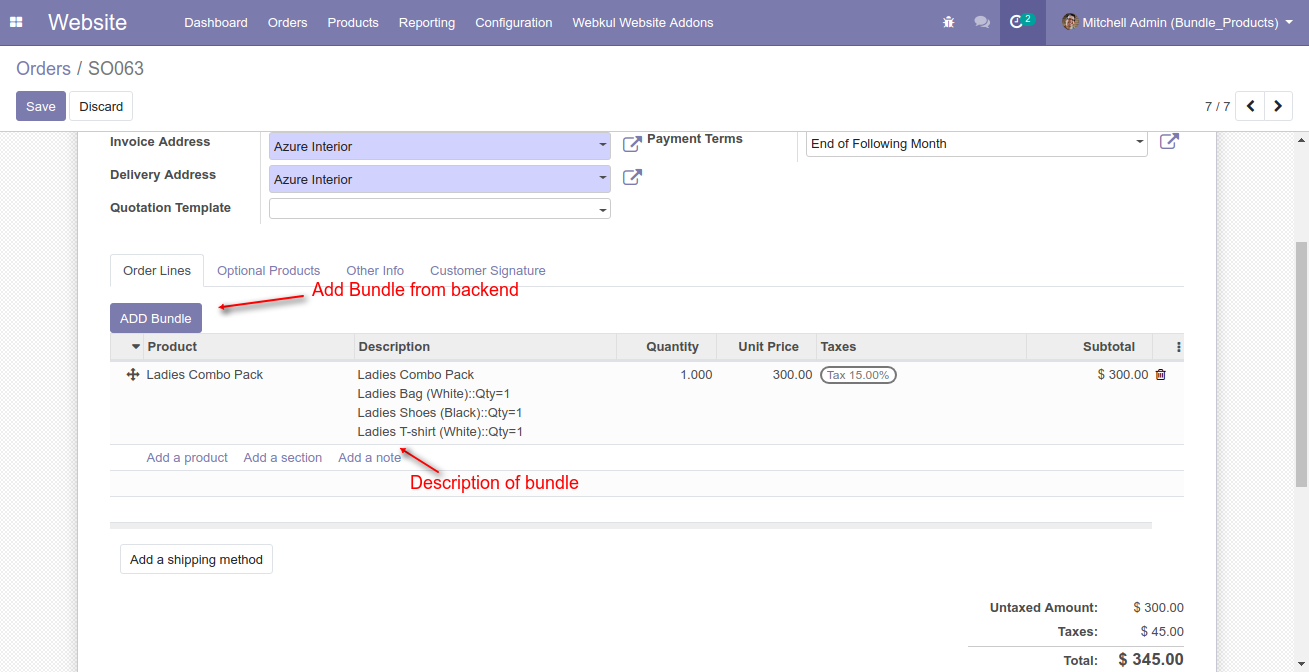 Website Dashboard Orders Products Reporting Configuration Webkul Website Addons 2 Mitchell Admin (Bundle_Products)
Orders / SO063
Save Discard 7 / 7
Invoice Address Azure Interior Payment Terms End of Following Month
Delivery Address Azure Interior
Quotation Template
Order Lines Optional Products Other Info Customer Signature
Add Bundle from backend
ADD Bundle
Product Description Quantity Unit Price Taxes Subtotal
Ladies Combo Pack Ladies Combo Pack 1.000 300.00 Tax 15.00% $ 300.00
Ladies Bag (White)::Qty=1
Ladies Shoes (Black)::Qty=1
Ladies T-shirt (White)::Qty=1
Add a product Add a section Add a note
Description of bundle
Add a shipping method
Untaxed Amount: $ 300.00
Taxes: $ 45.00
Total: $ 345.00